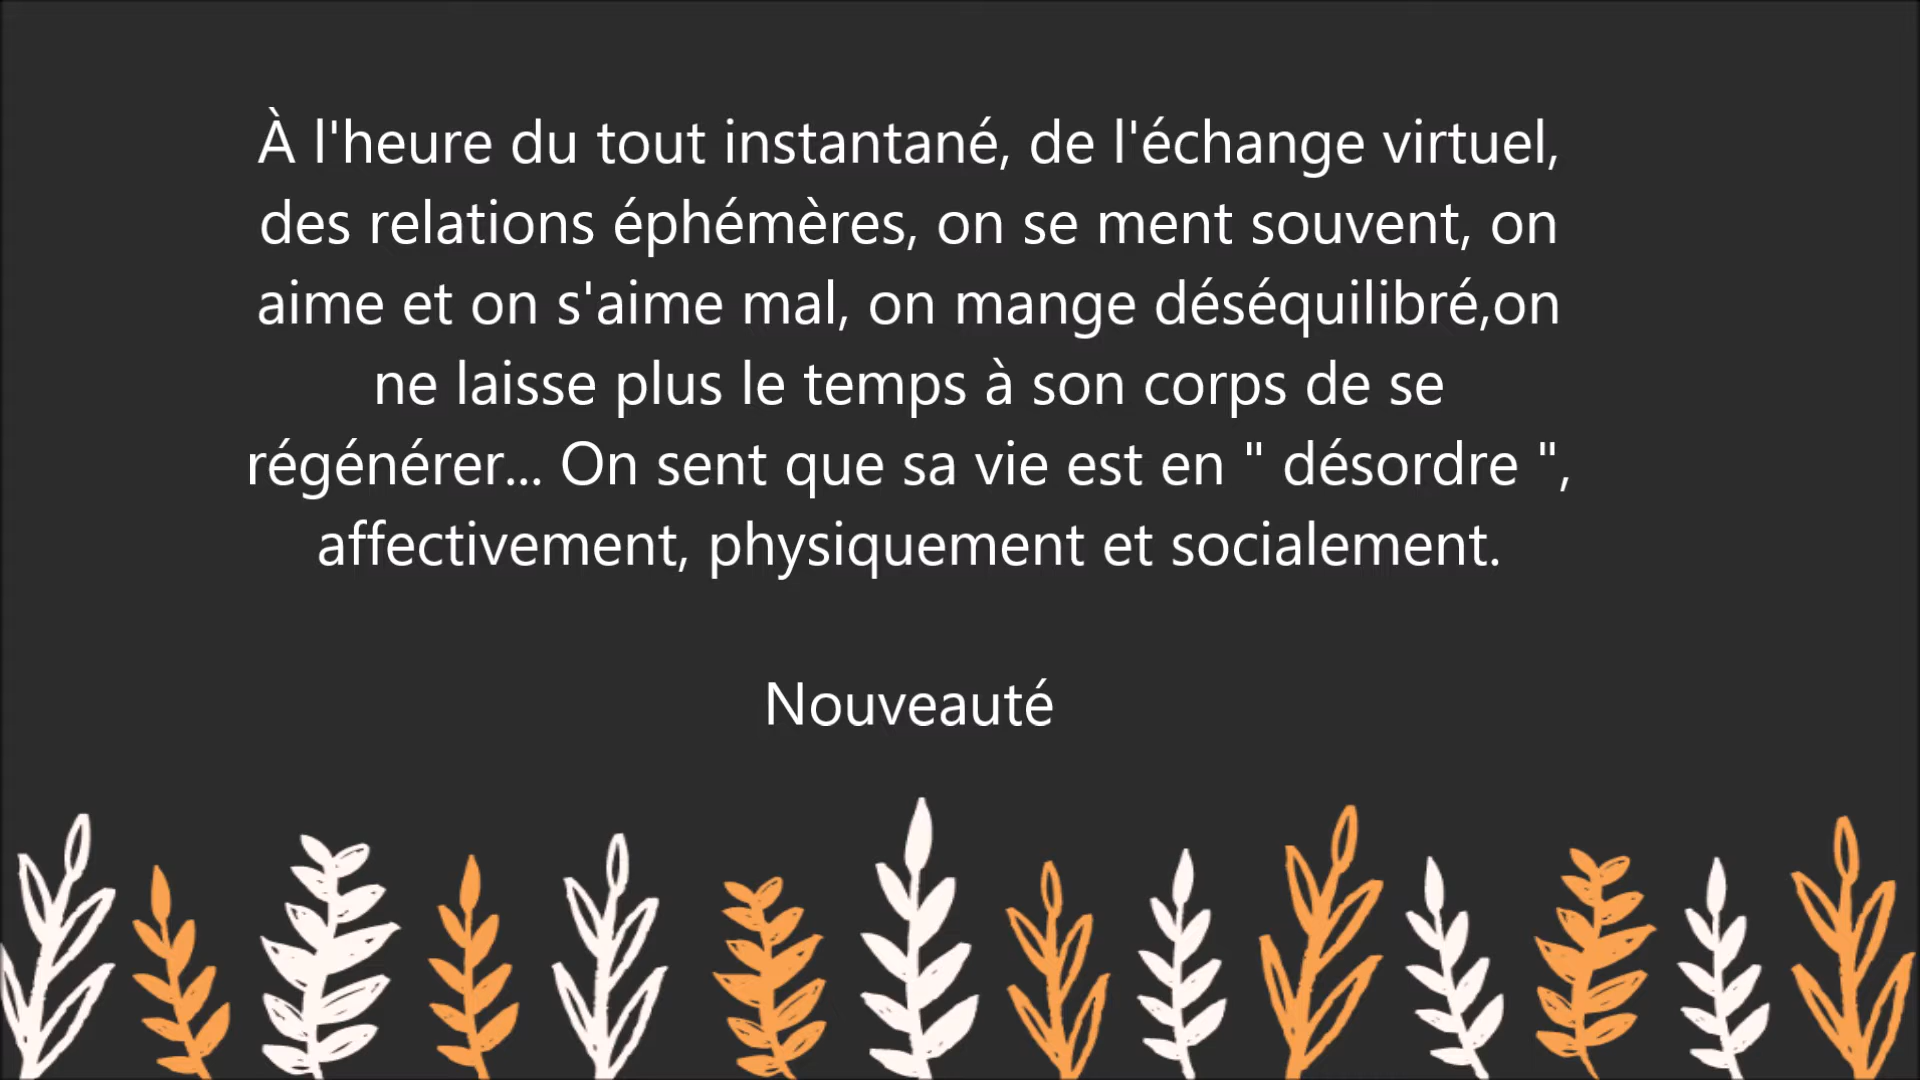 À l'heure du tout instantané, de l'échange virtuel,
des relations éphémères, on se ment souvent, on
aime et on s'aime mal, on mange déséquilibré,on
ne laisse plus le temps à son corps de se
régénérer... On sent que sa vie est en " désordre ",
affectivement, physiquement et socialement.
Nouveauté